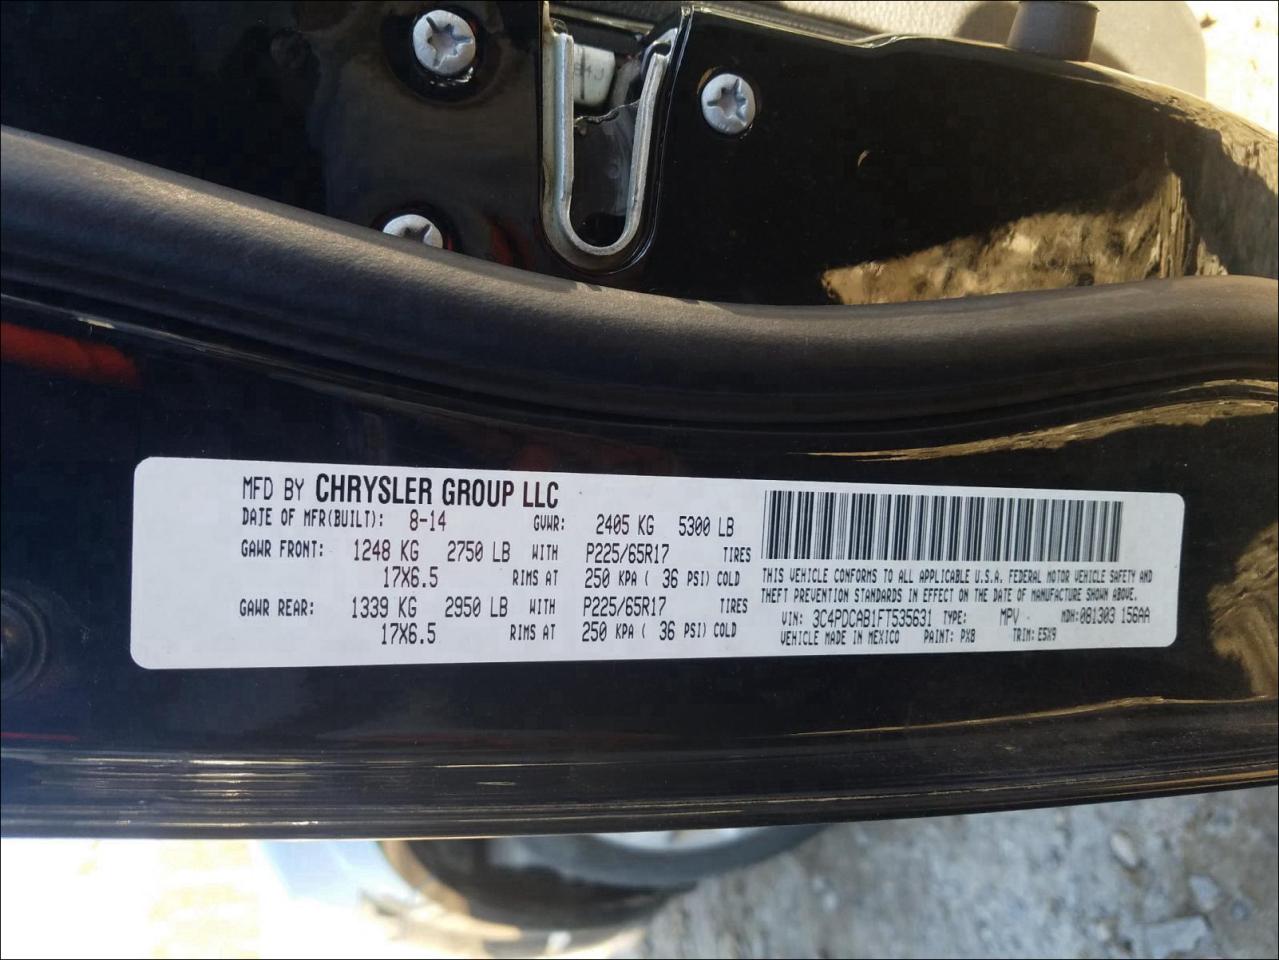 MFD BY CHRYSLER GROUP LLC
DATE OF MFR(BUILT): 8-14 GVWR: 2405 KG 5300 LB
GAWR FRONT: 1248 KG 2750 LB WITH P225/65R17 TIRES
17X6.5 RIMS AT 250 KPA ( 36 PSI) COLD
GAWR REAR: 1339 KG 2950 LB WITH P225/65R17 TIRES
17X6.5 RIMS AT 250 KPA ( 36 PSI) COLD
THIS VEHICLE CONFORMS TO ALL APPLICABLE U.S.A. FEDERAL MOTOR VEHICLE SAFETY AND
THEFT PREVENTION STANDARDS IN EFFECT ON THE DATE OF MANUFACTURE SHOWN ABOVE.
VIN: 3C4PDCAB1FT535631 TYPE: MPV MDH: 081303 156AA
VEHICLE MADE IN MEXICO PAINT: PX8 TRIM: E5X9